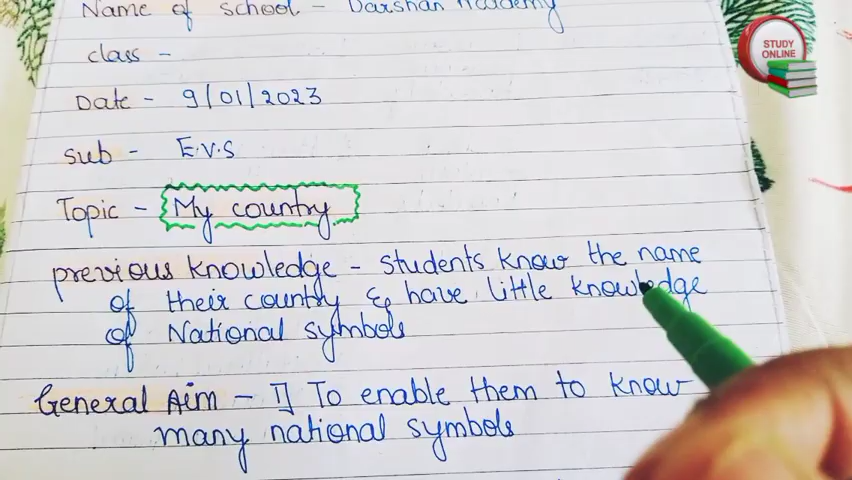 Name of school - Darshan Academy
class -
Date - 9/01/2023
sub - E.V.S
Topic - My country
previous knowledge - students know the name
of their country & have little knowledge
of National symbols
General Aim - 1] To enable them to know
many national symbols
STUDY
ONLINE